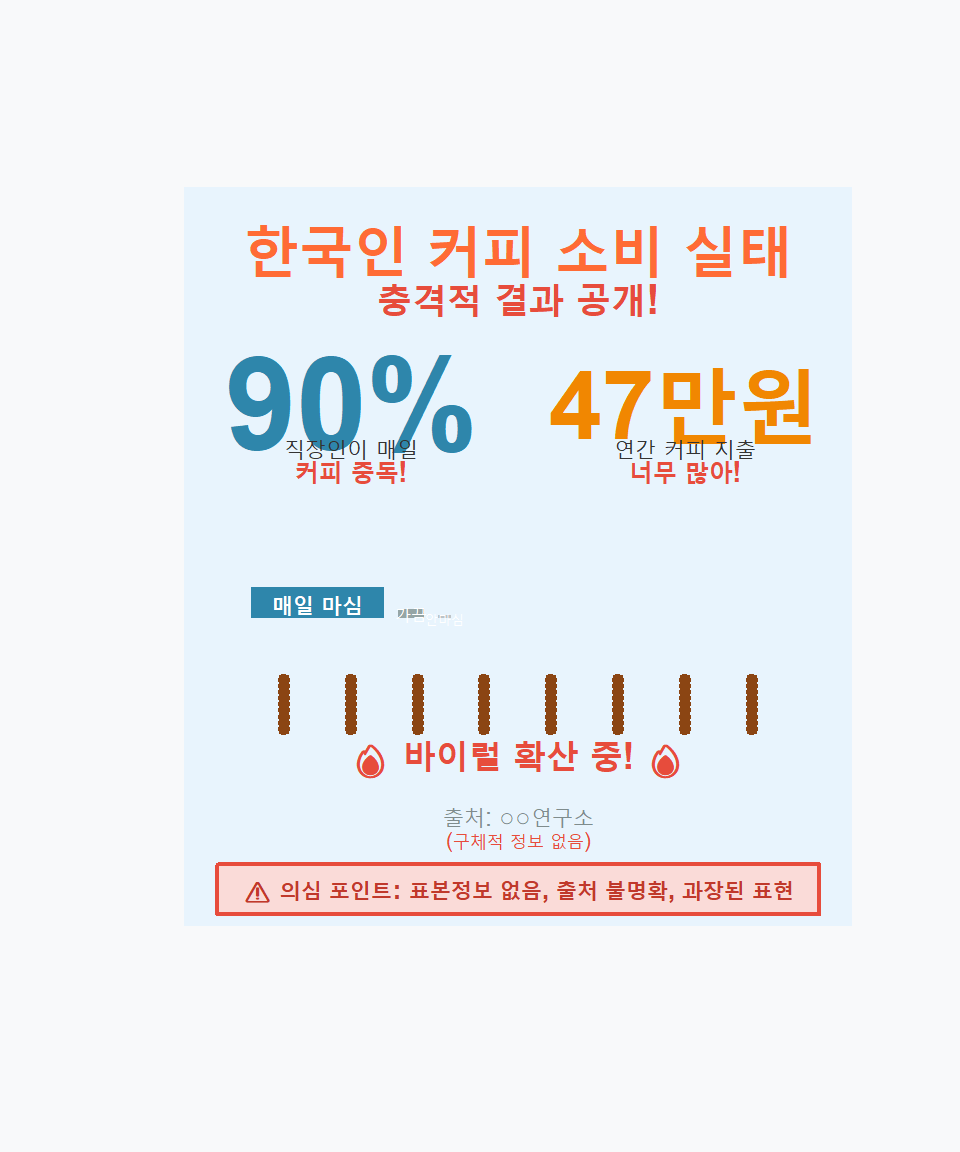 한국인 커피 소비 실태
충격적 결과 공개!
90%
직장인이 매일
커피 중독!
47만원
연간 커피 지출
너무 많아!
매일 마심
바이럴 확산 중!
출처: ○○연구소
(구체적 정보 없음)
⚠ 의심 포인트: 표본정보 없음, 출처 불명확, 과장된 표현